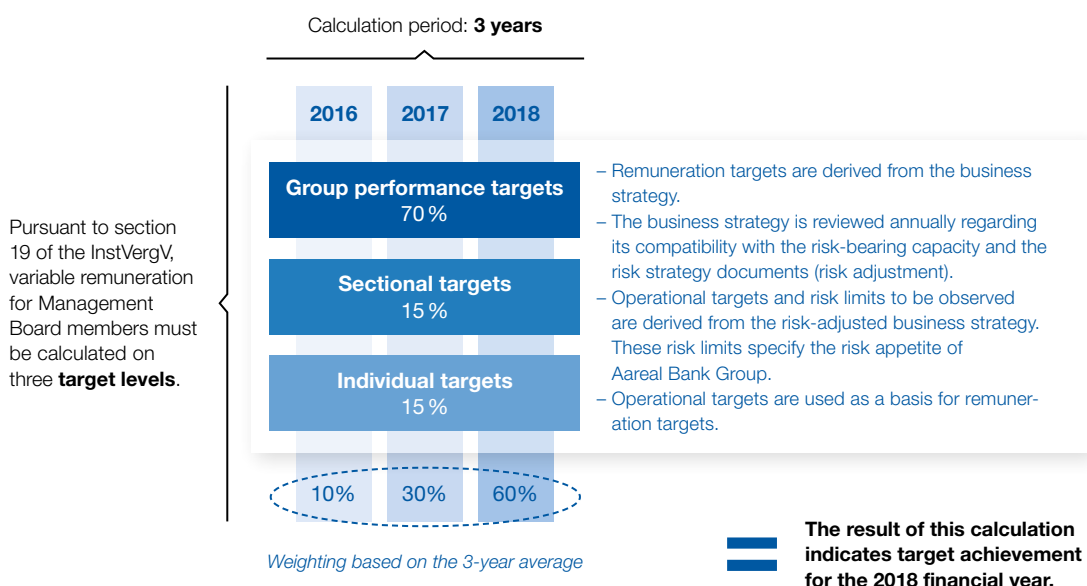 Calculation period: 3 years
2016 2017 2018
Pursuant to section
19 of the InstVergV,
variable remuneration
for Management
Board members must
be calculated on
three target levels.
Group performance targets
70 %
Sectional targets
15 %
Individual targets
15 %
– Remuneration targets are derived from the business
strategy.
– The business strategy is reviewed annually regarding
its compatibility with the risk-bearing capacity and the
risk strategy documents (risk adjustment).
– Operational targets and risk limits to be observed
are derived from the risk-adjusted business strategy.
These risk limits specify the risk appetite of
Aareal Bank Group.
– Operational targets are used as a basis for remuner-
ation targets.
10% 30% 60%
Weighting based on the 3-year average
The result of this calculation
indicates target achievement
for the 2018 financial year.